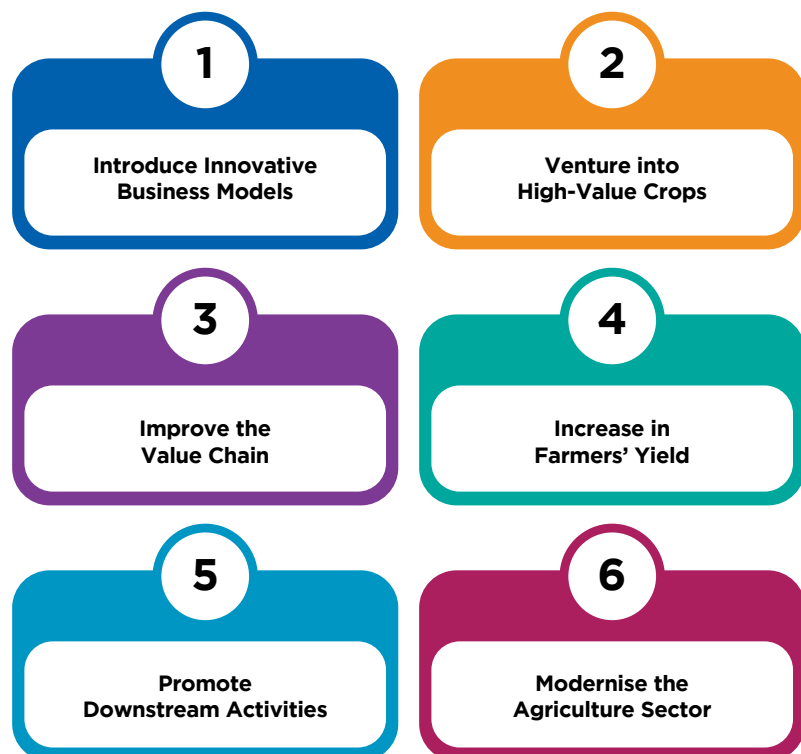 1
Introduce Innovative
Business Models
2
Venture into
High-Value Crops
3
Improve the
Value Chain
4
Increase in
Farmers’ Yield
5
Promote
Downstream Activities
6
Modernise the
Agriculture Sector